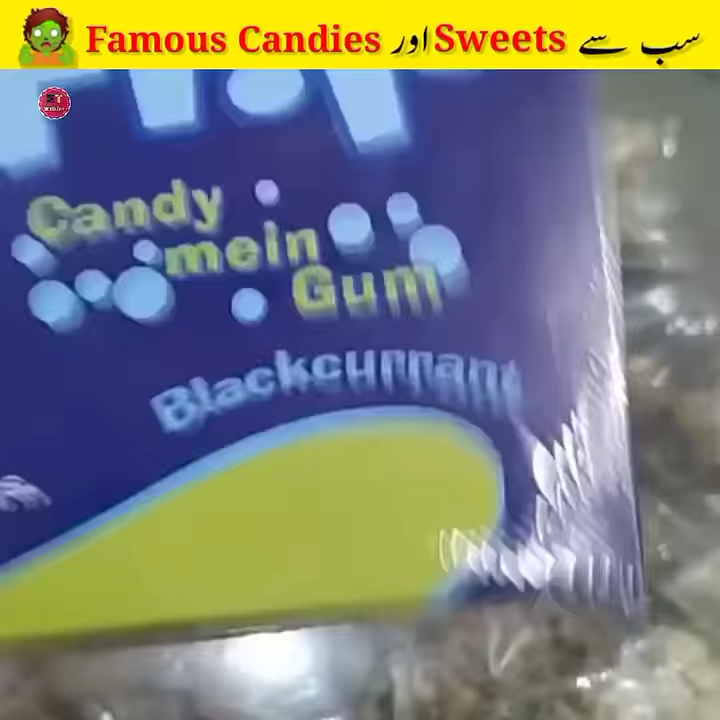 سب سے Sweets اور Famous Candies
Candy
mein
Gum
Blackcurrant